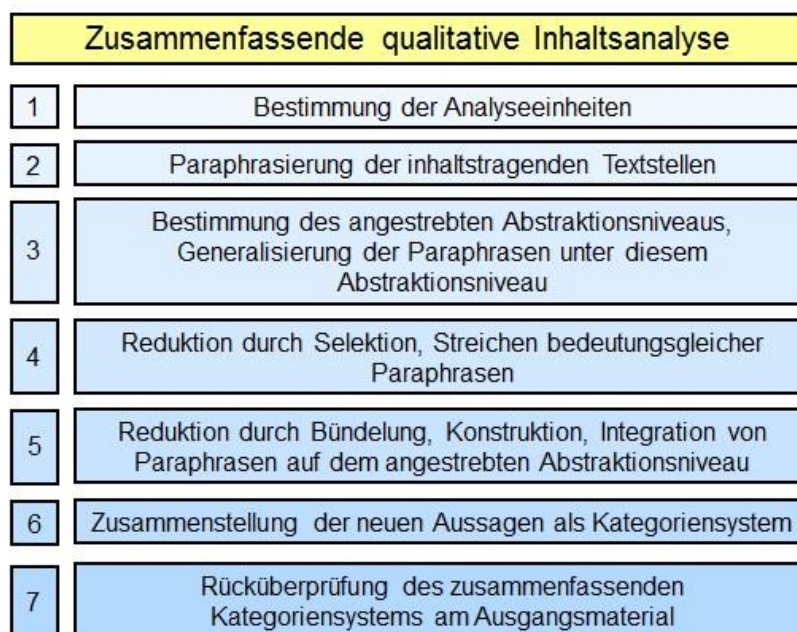 Zusammenfassende qualitative Inhaltsanalyse
1 Bestimmung der Analyseeinheiten
2 Paraphrasierung der inhaltstragenden Textstellen
3 Bestimmung des angestrebten Abstraktionsniveaus,
Generalisierung der Paraphrasen unter diesem
Abstraktionsniveau
4 Reduktion durch Selektion, Streichen bedeutungsgleicher
Paraphrasen
5 Reduktion durch Bündelung, Konstruktion, Integration von
Paraphrasen auf dem angestrebten Abstraktionsniveau
6 Zusammenstellung der neuen Aussagen als Kategoriensystem
7 Rücküberprüfung des zusammenfassenden
Kategoriensystems am Ausgangsmaterial